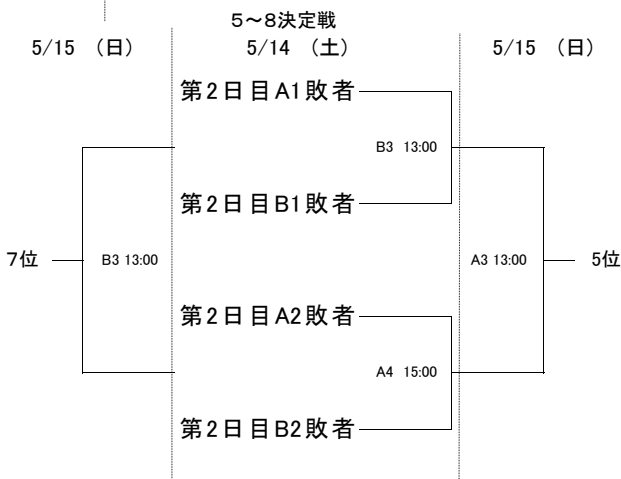 5～8決定戦
5/15 （日）
5/14 （土）
5/15 （日）
第2日目A1敗者
B3 13:00
第2日目B1敗者
7位
B3 13:00
A3 13:00
5位
第2日目A2敗者
A4 15:00
第2日目B2敗者